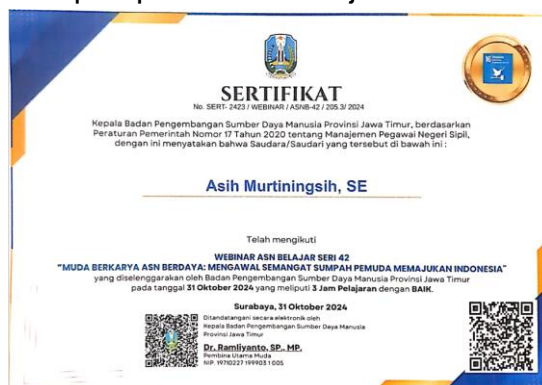 SERTIFIKAT
No. SERT- 2423 / WEBINAR / ASNB-42 / 205.3/ 2024
Kepala Badan Pengembangan Sumber Daya Manusia Provinsi Jawa Timur, berdasarkan
Peraturan Pemerintah Nomor 17 Tahun 2020 tentang Manajemen Pegawai Negeri Sipil,
dengan ini menyatakan bahwa Saudara/Saudari yang tersebut di bawah ini :
Asih Murtiningsih, SE
Telah mengikuti
WEBINAR ASN BELAJAR SERI 42
"MUDA BERKARYA ASN BERDAYA: MENGAWAL SEMANGAT SUMPAH PEMUDA MEMAJUKAN INDONESIA"
yang diselenggarakan oleh Badan Pengembangan Sumber Daya Manusia Provinsi Jawa Timur
pada tanggal 31 Oktober 2024 yang meliputi 3 Jam Pelajaran dengan BAIK.
Surabaya, 31 Oktober 2024
Ditandatangani secara elektronik oleh
Kepala Badan Pengembangan Sumber Daya Manusia
Provinsi Jawa Timur
Dr. Ramliyanto, SP., MP.
Pembina Utama Muda
NIP. 19710227 199903 1 005